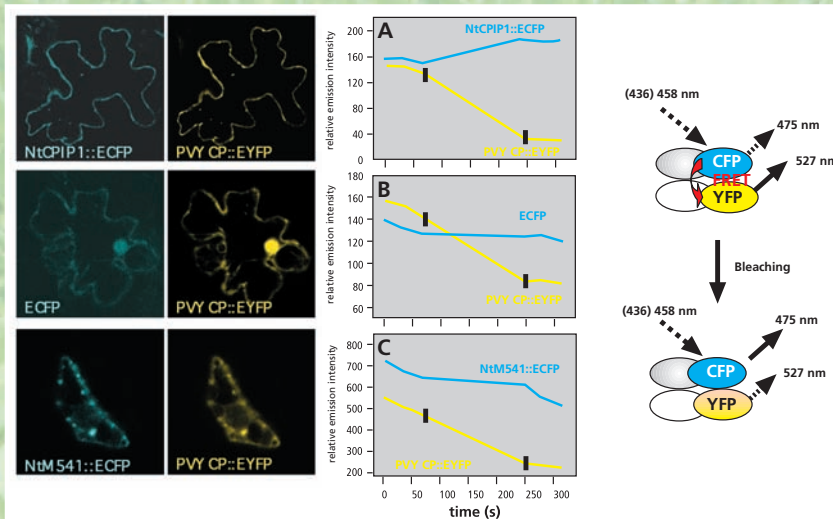 NtCPIP1::ECFP
PVY CP::EYFP
ECFP
PVY CP::EYFP
NtM541::ECFP
PVY CP::EYFP
A
NtCPIP1::ECFP
PVY CP::EYFP
relative emission intensity
200
160
120
80
40
0
B
ECFP
PVY CP::EYFP
relative emission intensity
180
160
140
120
100
80
60
C
NtM541::ECFP
PVY CP::EYFP
relative emission intensity
800
700
600
500
400
300
200
0 50 100 150 200 250 300
time (s)
(436) 458 nm
475 nm
CFP
527 nm
FRET
YFP
Bleaching
(436) 458 nm
475 nm
CFP
527 nm
YFP